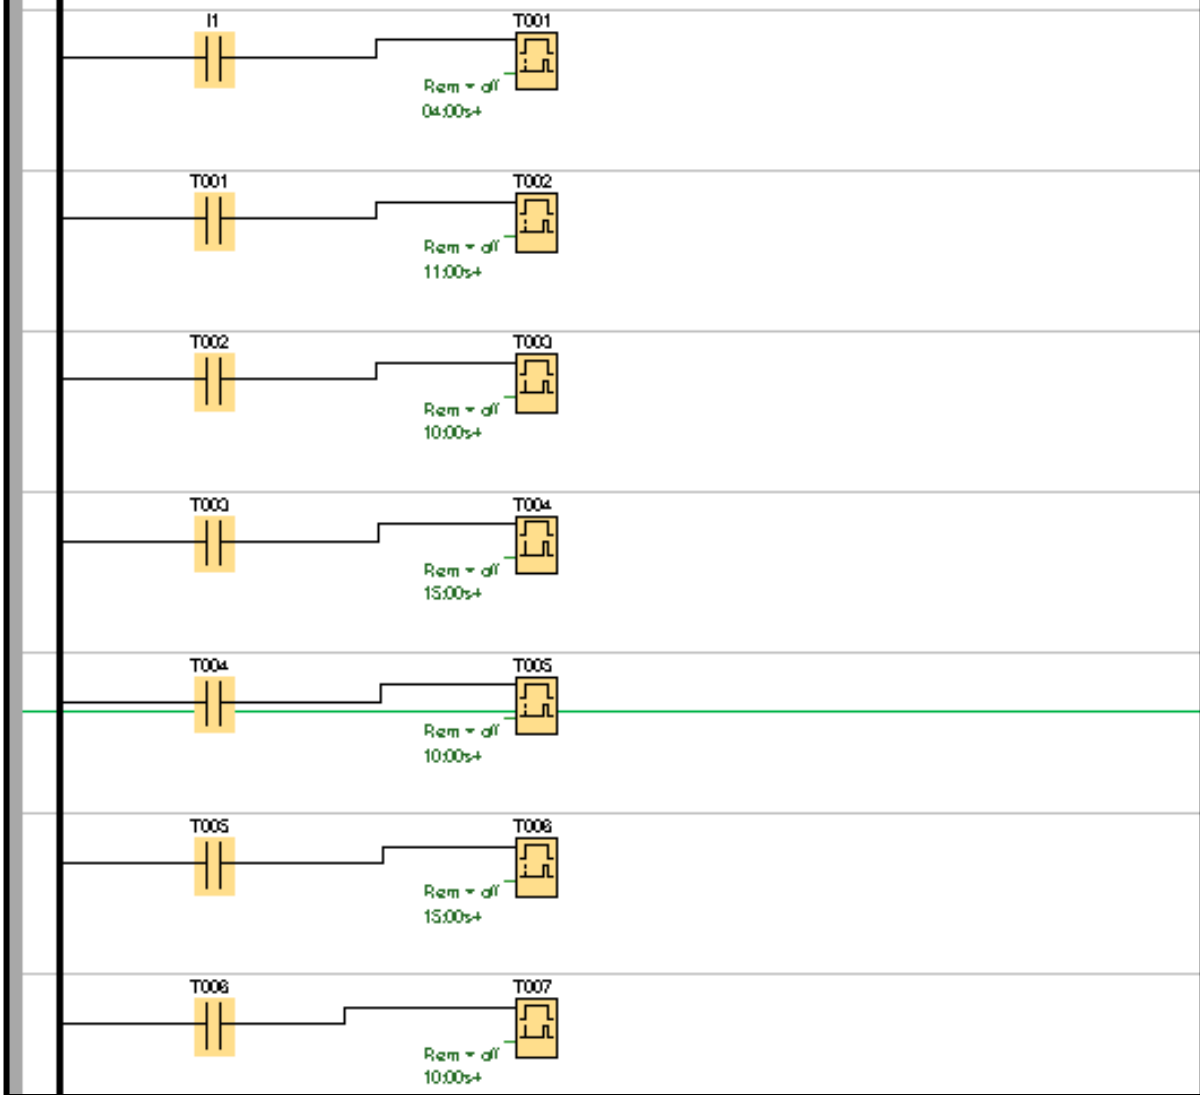 I1
T001
Rem = off
04:00s+
T001
T002
Rem = off
11:00s+
T002
T003
Rem = off
10:00s+
T003
T004
Rem = off
15:00s+
T004
T005
Rem = off
10:00s+
T005
T006
Rem = off
15:00s+
T006
T007
Rem = off
10:00s+